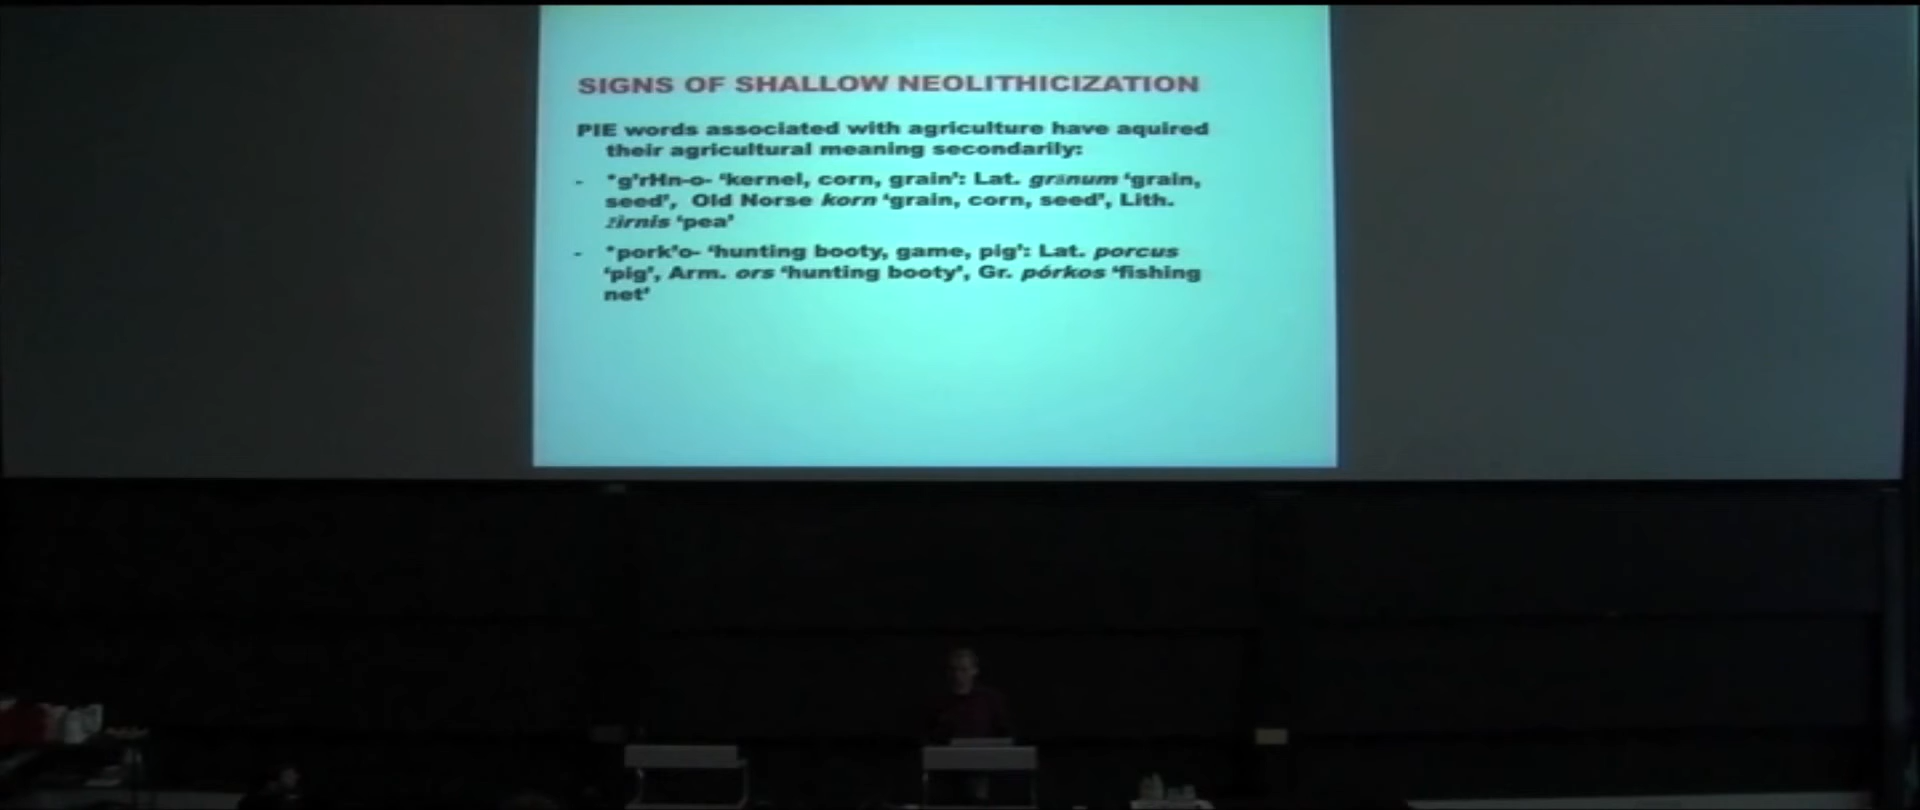 SIGNS OF SHALLOW NEOLITHICIZATION
PIE words associated with agriculture have aquired
their agricultural meaning secondarily:
- *g'rHn-o- ‘kernel, corn, grain’: Lat. grānum ‘grain,
seed’, Old Norse korn ‘grain, corn, seed’, Lith.
žirnis ‘pea’
- *pork'o- ‘hunting booty, game, pig’: Lat. porcus
‘pig’, Arm. ors ‘hunting booty’, Gr. pórkos ‘fishing
net’